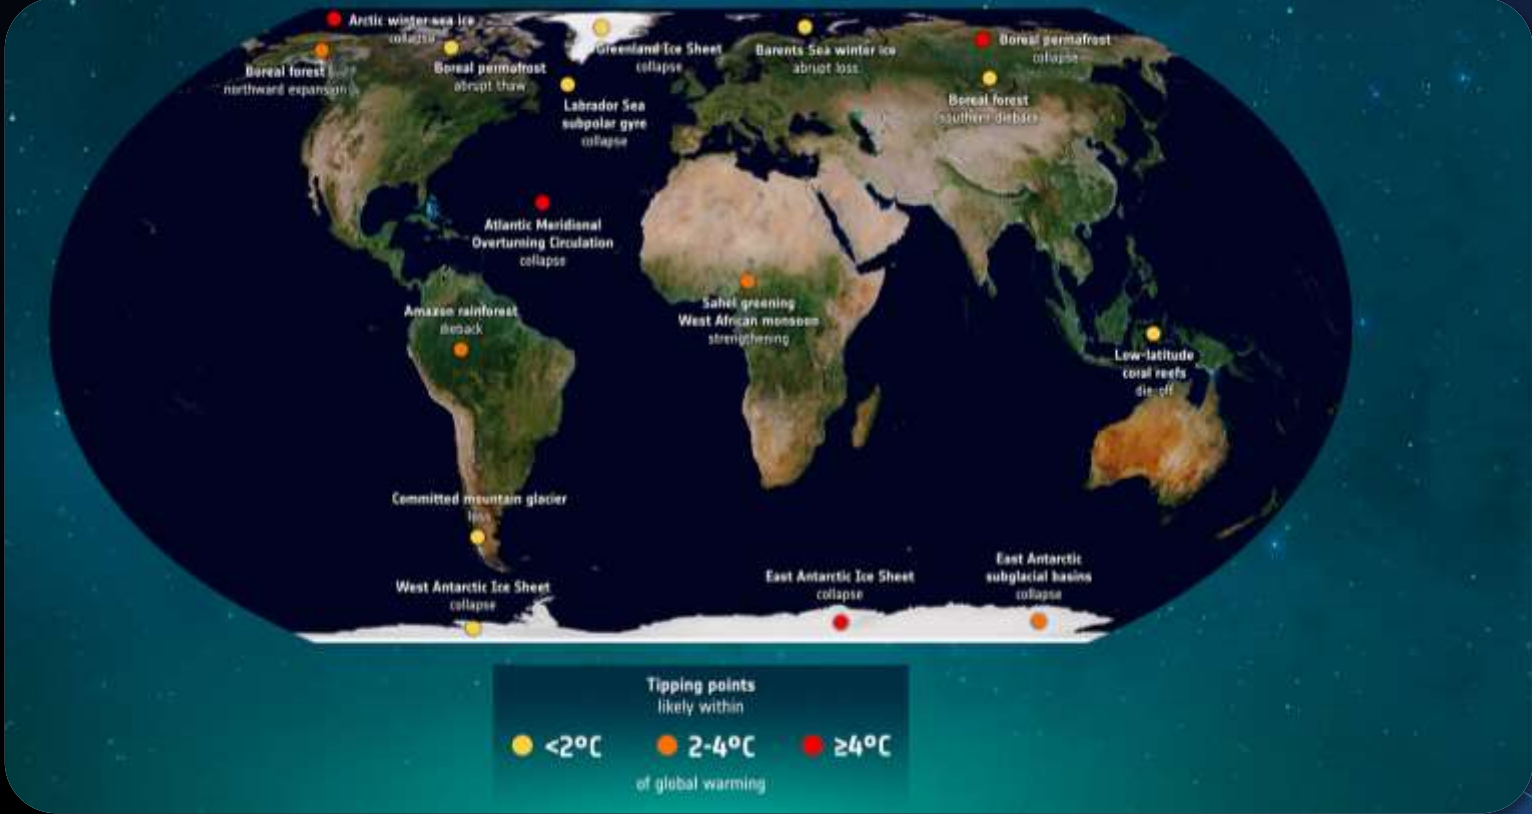 Arctic winter sea ice
collapse
Boreal forest
northward expansion
Boreal permafrost
abrupt thaw
Greenland Ice Sheet
collapse
Labrador Sea
subpolar gyre
collapse
Barents Sea winter ice
abrupt loss
Boreal permafrost
collapse
Boreal forest
southern dieback
Atlantic Meridional
Overturning Circulation
collapse
Amazon rainforest
dieback
Sahel greening
West African monsoon
strengthening
Low-latitude
coral reefs
die-off
Committed mountain glacier
loss
West Antarctic Ice Sheet
collapse
East Antarctic Ice Sheet
collapse
East Antarctic
subglacial basins
collapse
Tipping points
likely within
<2°C
2-4°C
≥4°C
of global warming